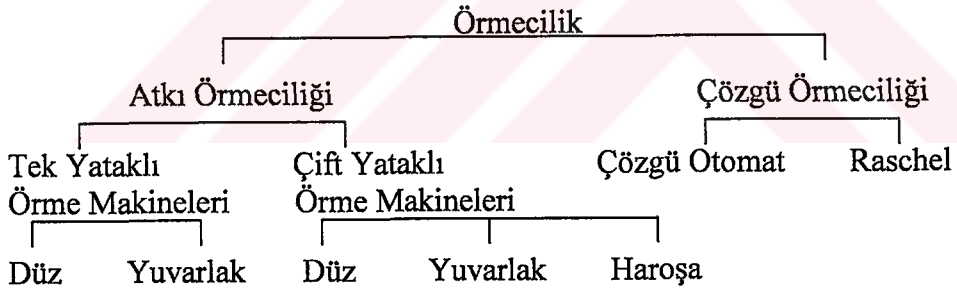 Örmecilik
Atkı Örmeciliği Çözgü Örmeciliği
Tek Yataklı Çift Yataklı Çözgü Otomat Raschel
Örme Makineleri Örme Makineleri
Düz Yuvarlak Düz Yuvarlak Haroşa